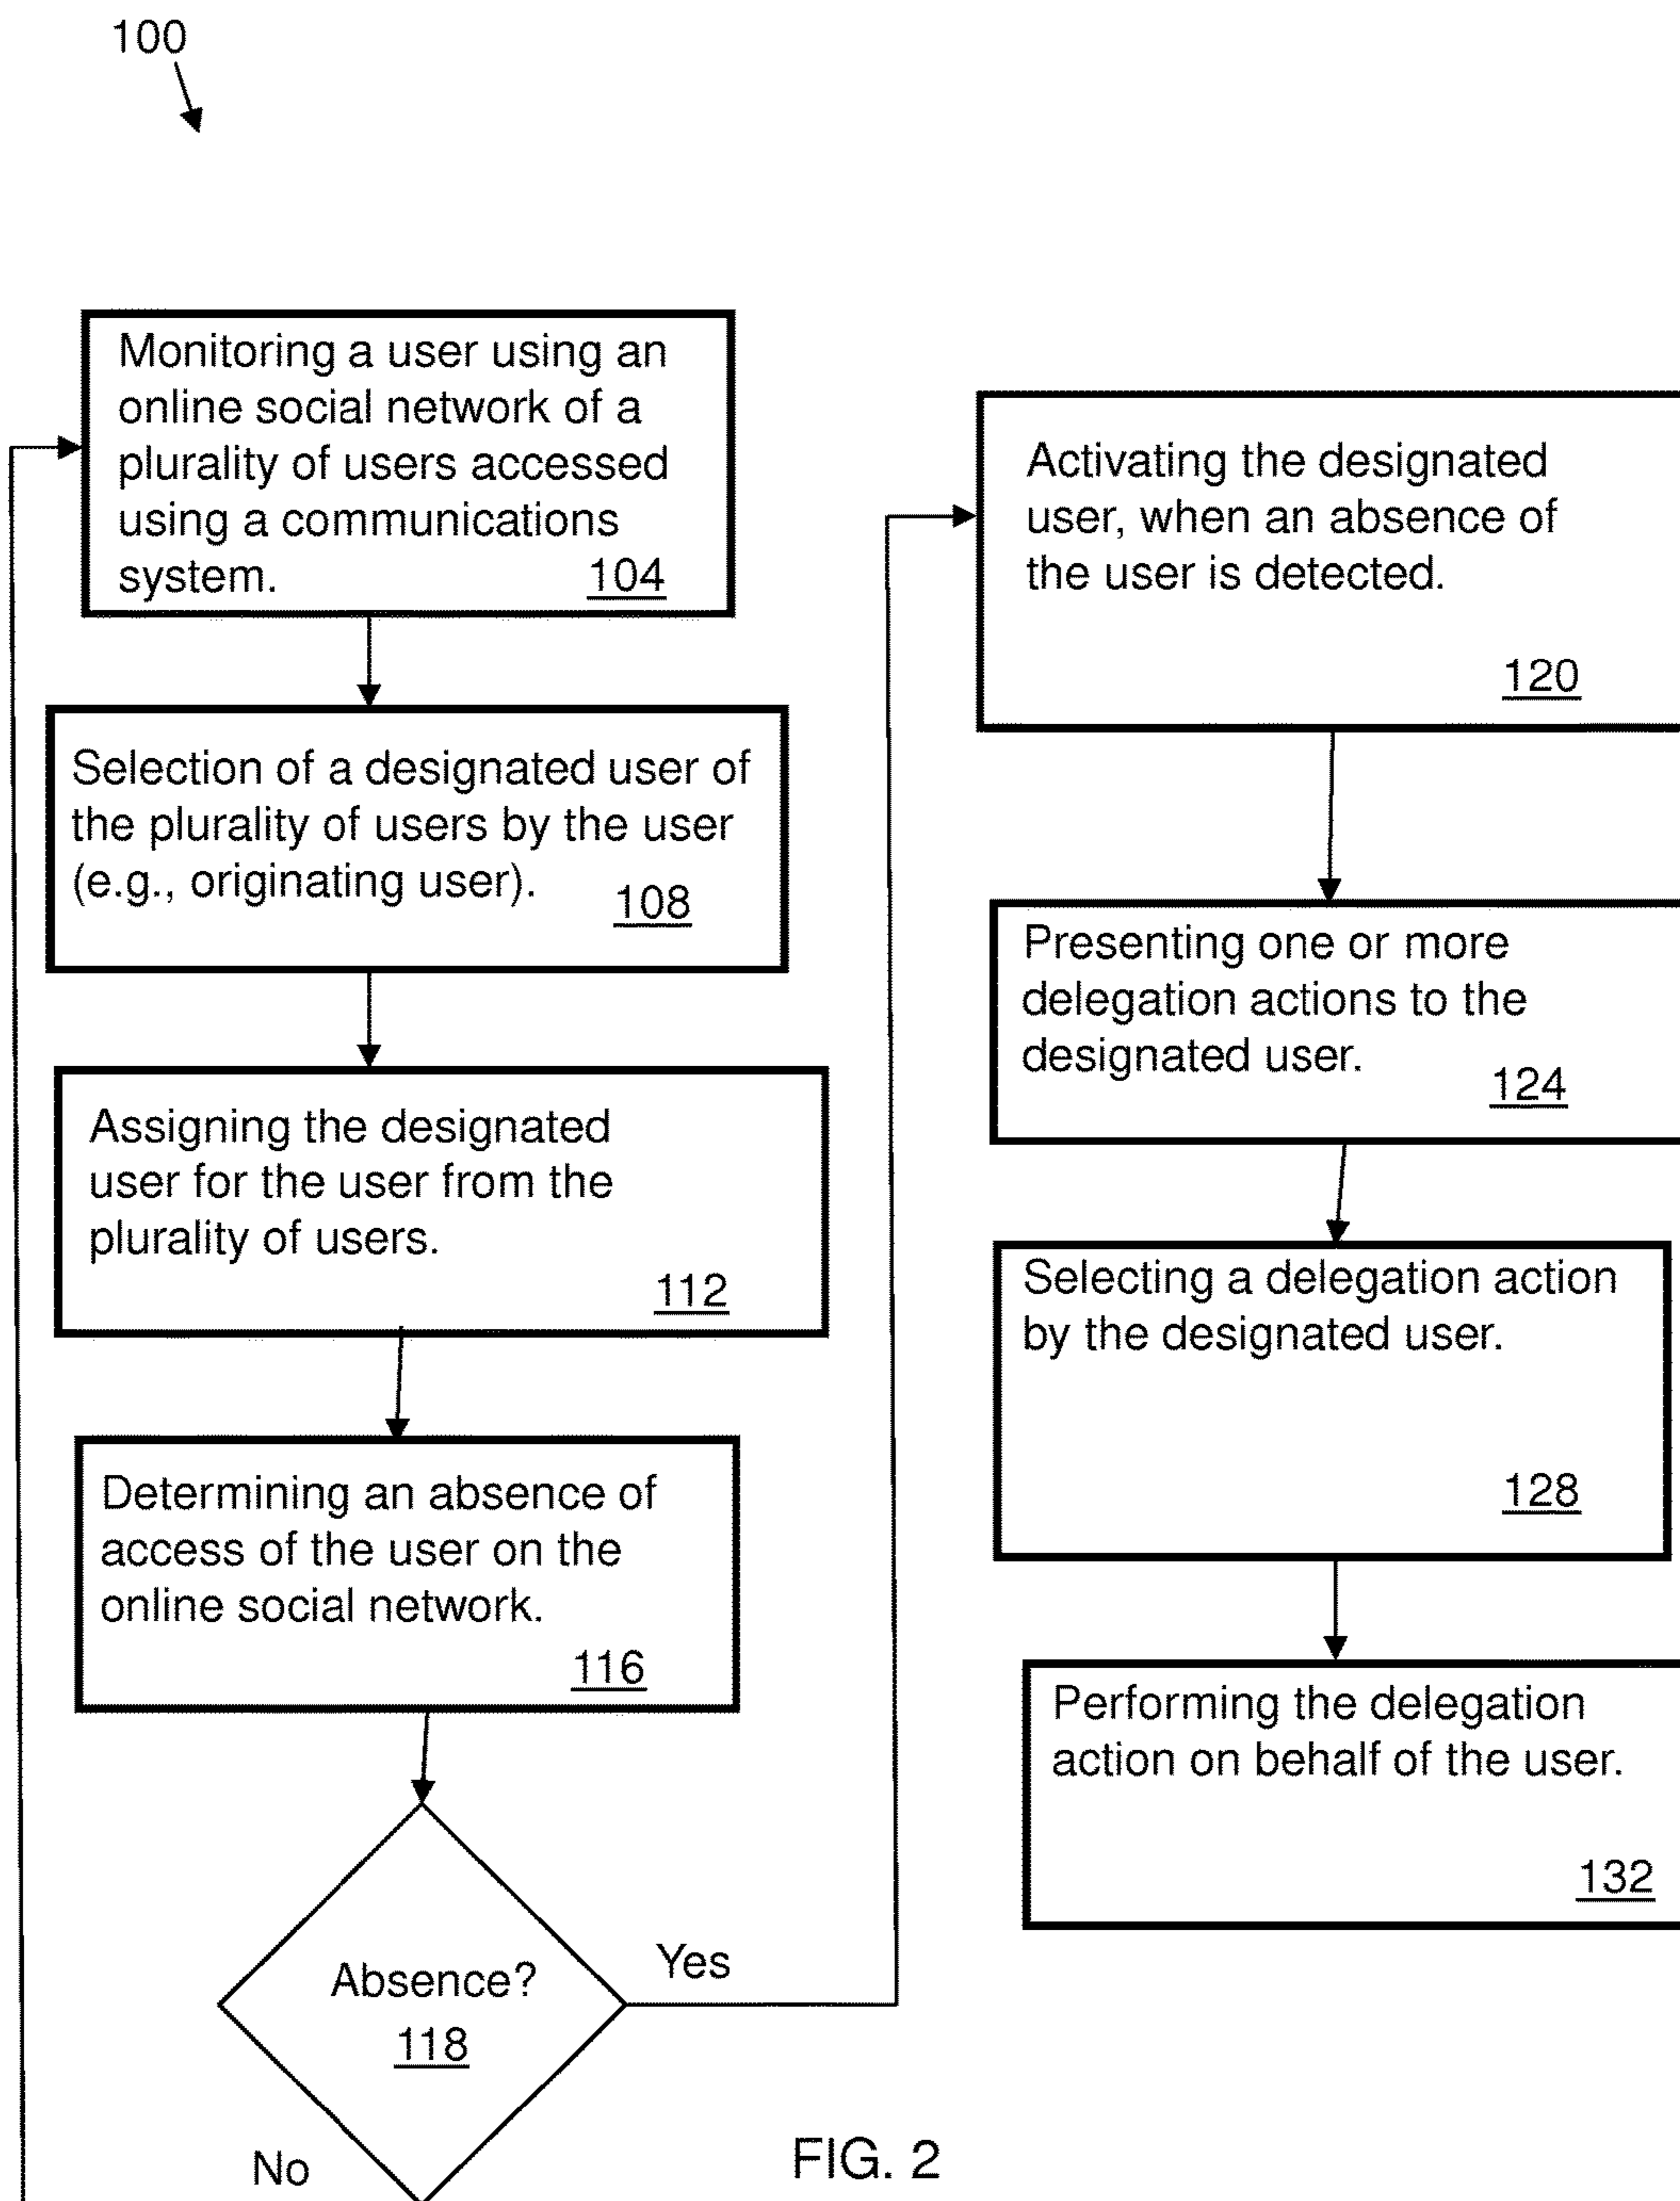 100
Monitoring a user using an
online social network of a
plurality of users accessed
using a communications
system. 104
Selection of a designated user of
the plurality of users by the user
(e.g., originating user). 108
Assigning the designated
user for the user from the
plurality of users.
112
Determining an absence of
access of the user on the
online social network.
116
Absence?
118
Yes
No
Activating the designated
user, when an absence of
the user is detected.
120
Presenting one or more
delegation actions to the
designated user.
124
Selecting a delegation action
by the designated user.
128
Performing the delegation
action on behalf of the user.
132
FIG. 2